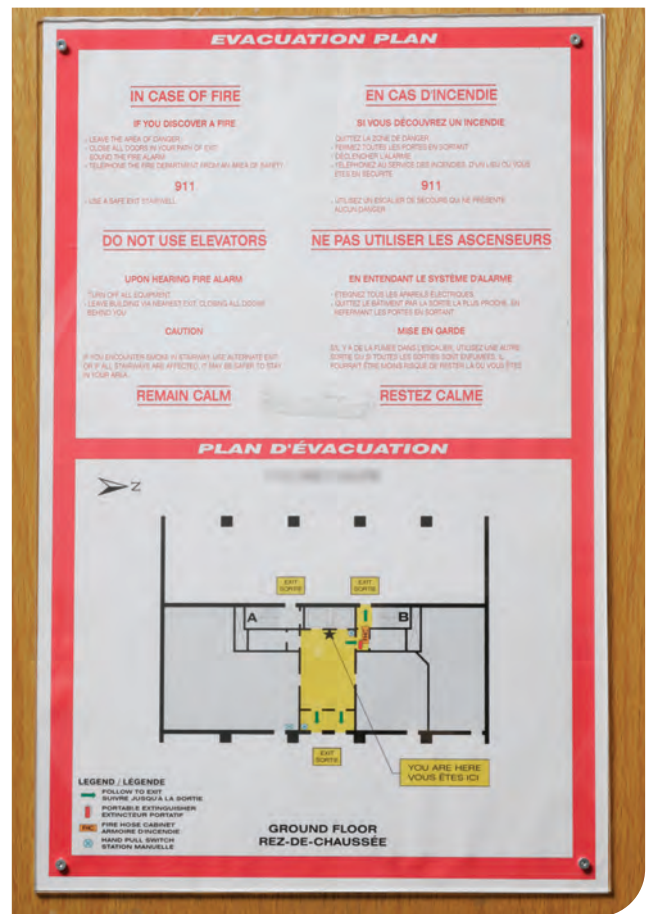 EVACUATION PLAN
IN CASE OF FIRE
IF YOU DISCOVER A FIRE
- LEAVE THE AREA OF DANGER
- CLOSE ALL DOORS IN YOUR PATH OF EXIT
- SOUND THE FIRE ALARM
- TELEPHONE THE FIRE DEPARTMENT FROM AN AREA OF SAFETY
911
- USE A SAFE EXIT STAIRWELL
DO NOT USE ELEVATORS
UPON HEARING FIRE ALARM
TURN OFF ALL EQUIPMENT
- LEAVE BUILDING VIA NEAREST EXIT, CLOSING ALL DOORS
BEHIND YOU
CAUTION
IF YOU ENCOUNTER SMOKE IN STAIRWAY, USE ALTERNATE EXIT
OR IF ALL STAIRWAYS ARE AFFECTED, IT MAY BE SAFER TO STAY
IN YOUR AREA
REMAIN CALM
EN CAS D'INCENDIE
SI VOUS DÉCOUVREZ UN INCENDIE
- QUITTEZ LA ZONE DE DANGER
- FERMEZ TOUTES LES PORTES EN SORTANT
- DÉCLENCHER L'ALARME
- TÉLÉPHONEZ AU SERVICE DES INCENDIES, D'UN LIEU OU VOUS
ÊTES EN SÉCURITÉ
911
- UTILISEZ UN ESCALIER DE SECOURS QUI NE PRÉSENTE
AUCUN DANGER
NE PAS UTILISER LES ASCENSEURS
EN ENTENDANT LE SYSTÈME D'ALARME
- ÉTEIGNEZ TOUS LES APPAREILS ÉLECTRIQUES
- QUITTEZ LE BÂTIMENT PAR LA SORTIE LA PLUS PROCHE, EN
REFERMANT LES PORTES EN SORTANT
MISE EN GARDE
S'IL Y A DE LA FUMÉE DANS L'ESCALIER, UTILISEZ UNE AUTRE
SORTIE OU SI TOUTES LES SORTIES SONT ENFUMÉES, IL
POURRAIT ÊTRE MOINS RISQUÉ DE RESTER LÀ OÙ VOUS ÊTES
RESTEZ CALME
PLAN D'ÉVACUATION
Z
EXIT
SORTIE
EXIT
SORTIE
A
B
FHC
EXIT
SORTIE
YOU ARE HERE
VOUS ÊTES ICI
LEGEND / LÉGENDE
FOLLOW TO EXIT
SUIVRE JUSQU'A LA SORTIE
PORTABLE EXTINGUISHER
EXTINCTEUR PORTATIF
FHC
FIRE HOSE CABINET
ARMOIRE D'INCENDIE
HAND PULL SWITCH
STATION MANUELLE
GROUND FLOOR
REZ-DE-CHAUSSÉE